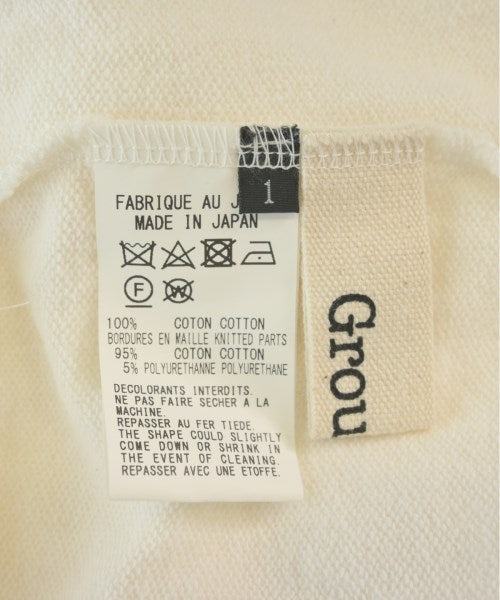 1
FABRIQUE AU J
MADE IN JAPAN
F W
100% COTON COTTON
BORDURES EN MAILLE KNITTED PARTS
95% COTON COTTON
5% POLYURETHANNE POLYURETHANE
DECOLORANTS INTERDITS.
NE PAS FAIRE SECHER A LA
MACHINE.
REPASSER AU FER TIEDE.
THE SHAPE COULD SLIGHTLY
COME DOWN OR SHRINK IN
THE EVENT OF CLEANING.
REPASSER AVEC UNE ETOFFE.
Grou